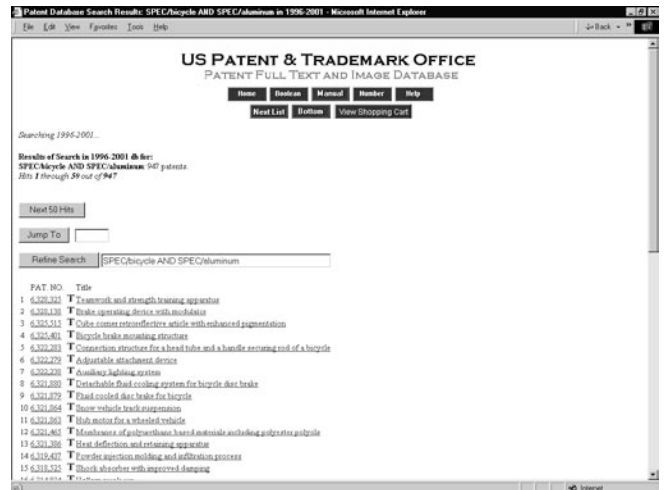 Patent Database Search Results: SPEC/bicycle AND SPEC/aluminum in 1996-2001 - Microsoft Internet Explorer
File Edit View Favorites Tools Help
Back
US PATENT & TRADEMARK OFFICE
PATENT FULL TEXT AND IMAGE DATABASE
Home Boolean Manual Number Help
Next List Bottom View Shopping Cart
Searching 1996-2001...
Results of Search in 1996-2001 db for:
SPEC/bicycle AND SPEC/aluminum: 947 patents.
Hits 1 through 50 out of 947
Next 50 Hits
Jump To
Refine Search SPEC/bicycle AND SPEC/aluminum
PAT. NO. Title
1 6,328,325 T Teamwork and strength training apparatus
2 6,328,138 T Brake operating device with modulator
3 6,325,515 T Cube corner retroreflective article with enhanced pigmentation
4 6,325,401 T Bicycle brake mounting structure
5 6,322,283 T Connection structure for a head tube and a handle securing rod of a bicycle
6 6,322,279 T Adjustable attachment device
7 6,322,238 T Auxiliary lighting system
8 6,321,880 T Detachable fluid cooling system for bicycle disc brake
9 6,321,879 T Fluid cooled disc brake for bicycle
10 6,321,864 T Snow vehicle track suspension
11 6,321,863 T Hub motor for a wheeled vehicle
12 6,321,465 T Membranes of polyurethane based materials including polyester polyols
13 6,321,386 T Heat deflection and retaining apparatus
14 6,319,437 T Powder injection molding and infiltration process
15 6,318,525 T Shock absorber with improved damping
Internet